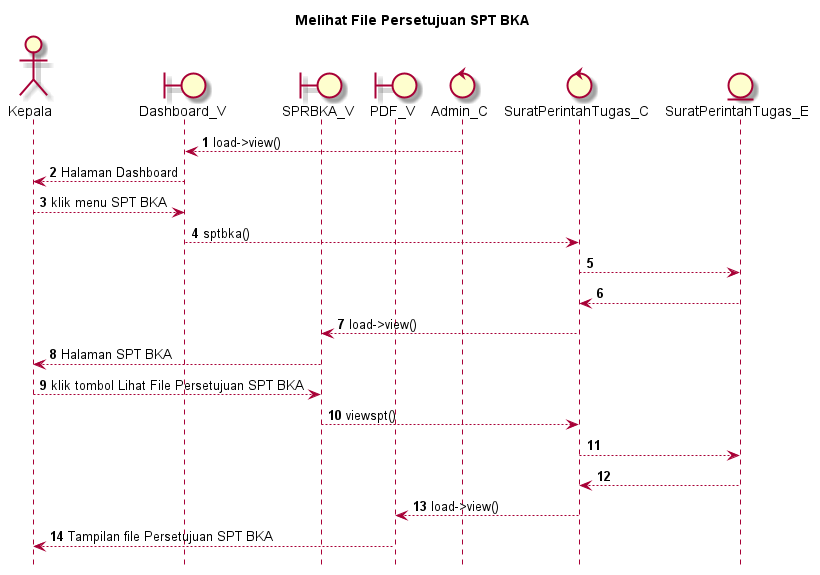 Melihat File Persetujuan SPT BKA
Kepala
Dashboard_V
SPRBKA_V
PDF_V
Admin_C
SuratPerintahTugas_C
SuratPerintahTugas_E
1 load->view()
2 Halaman Dashboard
3 klik menu SPT BKA
4 sptbka()
5
6
7 load->view()
8 Halaman SPT BKA
9 klik tombol Lihat File Persetujuan SPT BKA
10 viewspt()
11
12
13 load->view()
14 Tampilan file Persetujuan SPT BKA